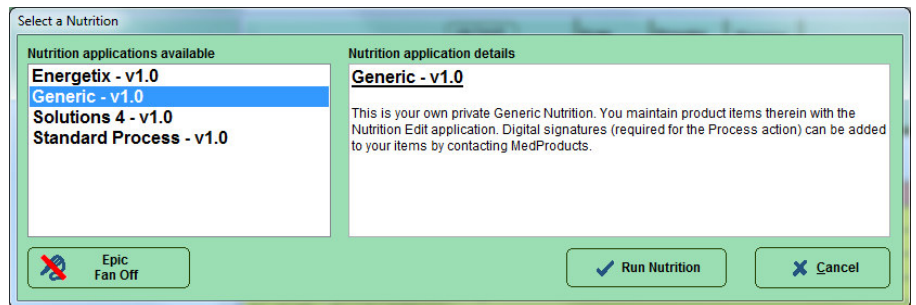 Select a Nutrition
Nutrition applications available
Energetix - v1.0
Generic - v1.0
Solutions 4 - v1.0
Standard Process - v1.0
Nutrition application details
Generic - v1.0
This is your own private Generic Nutrition. You maintain product items therein with the
Nutrition Edit application. Digital signatures (required for the Process action) can be added
to your items by contacting MedProducts.
Epic
Fan Off
Run Nutrition
Cancel